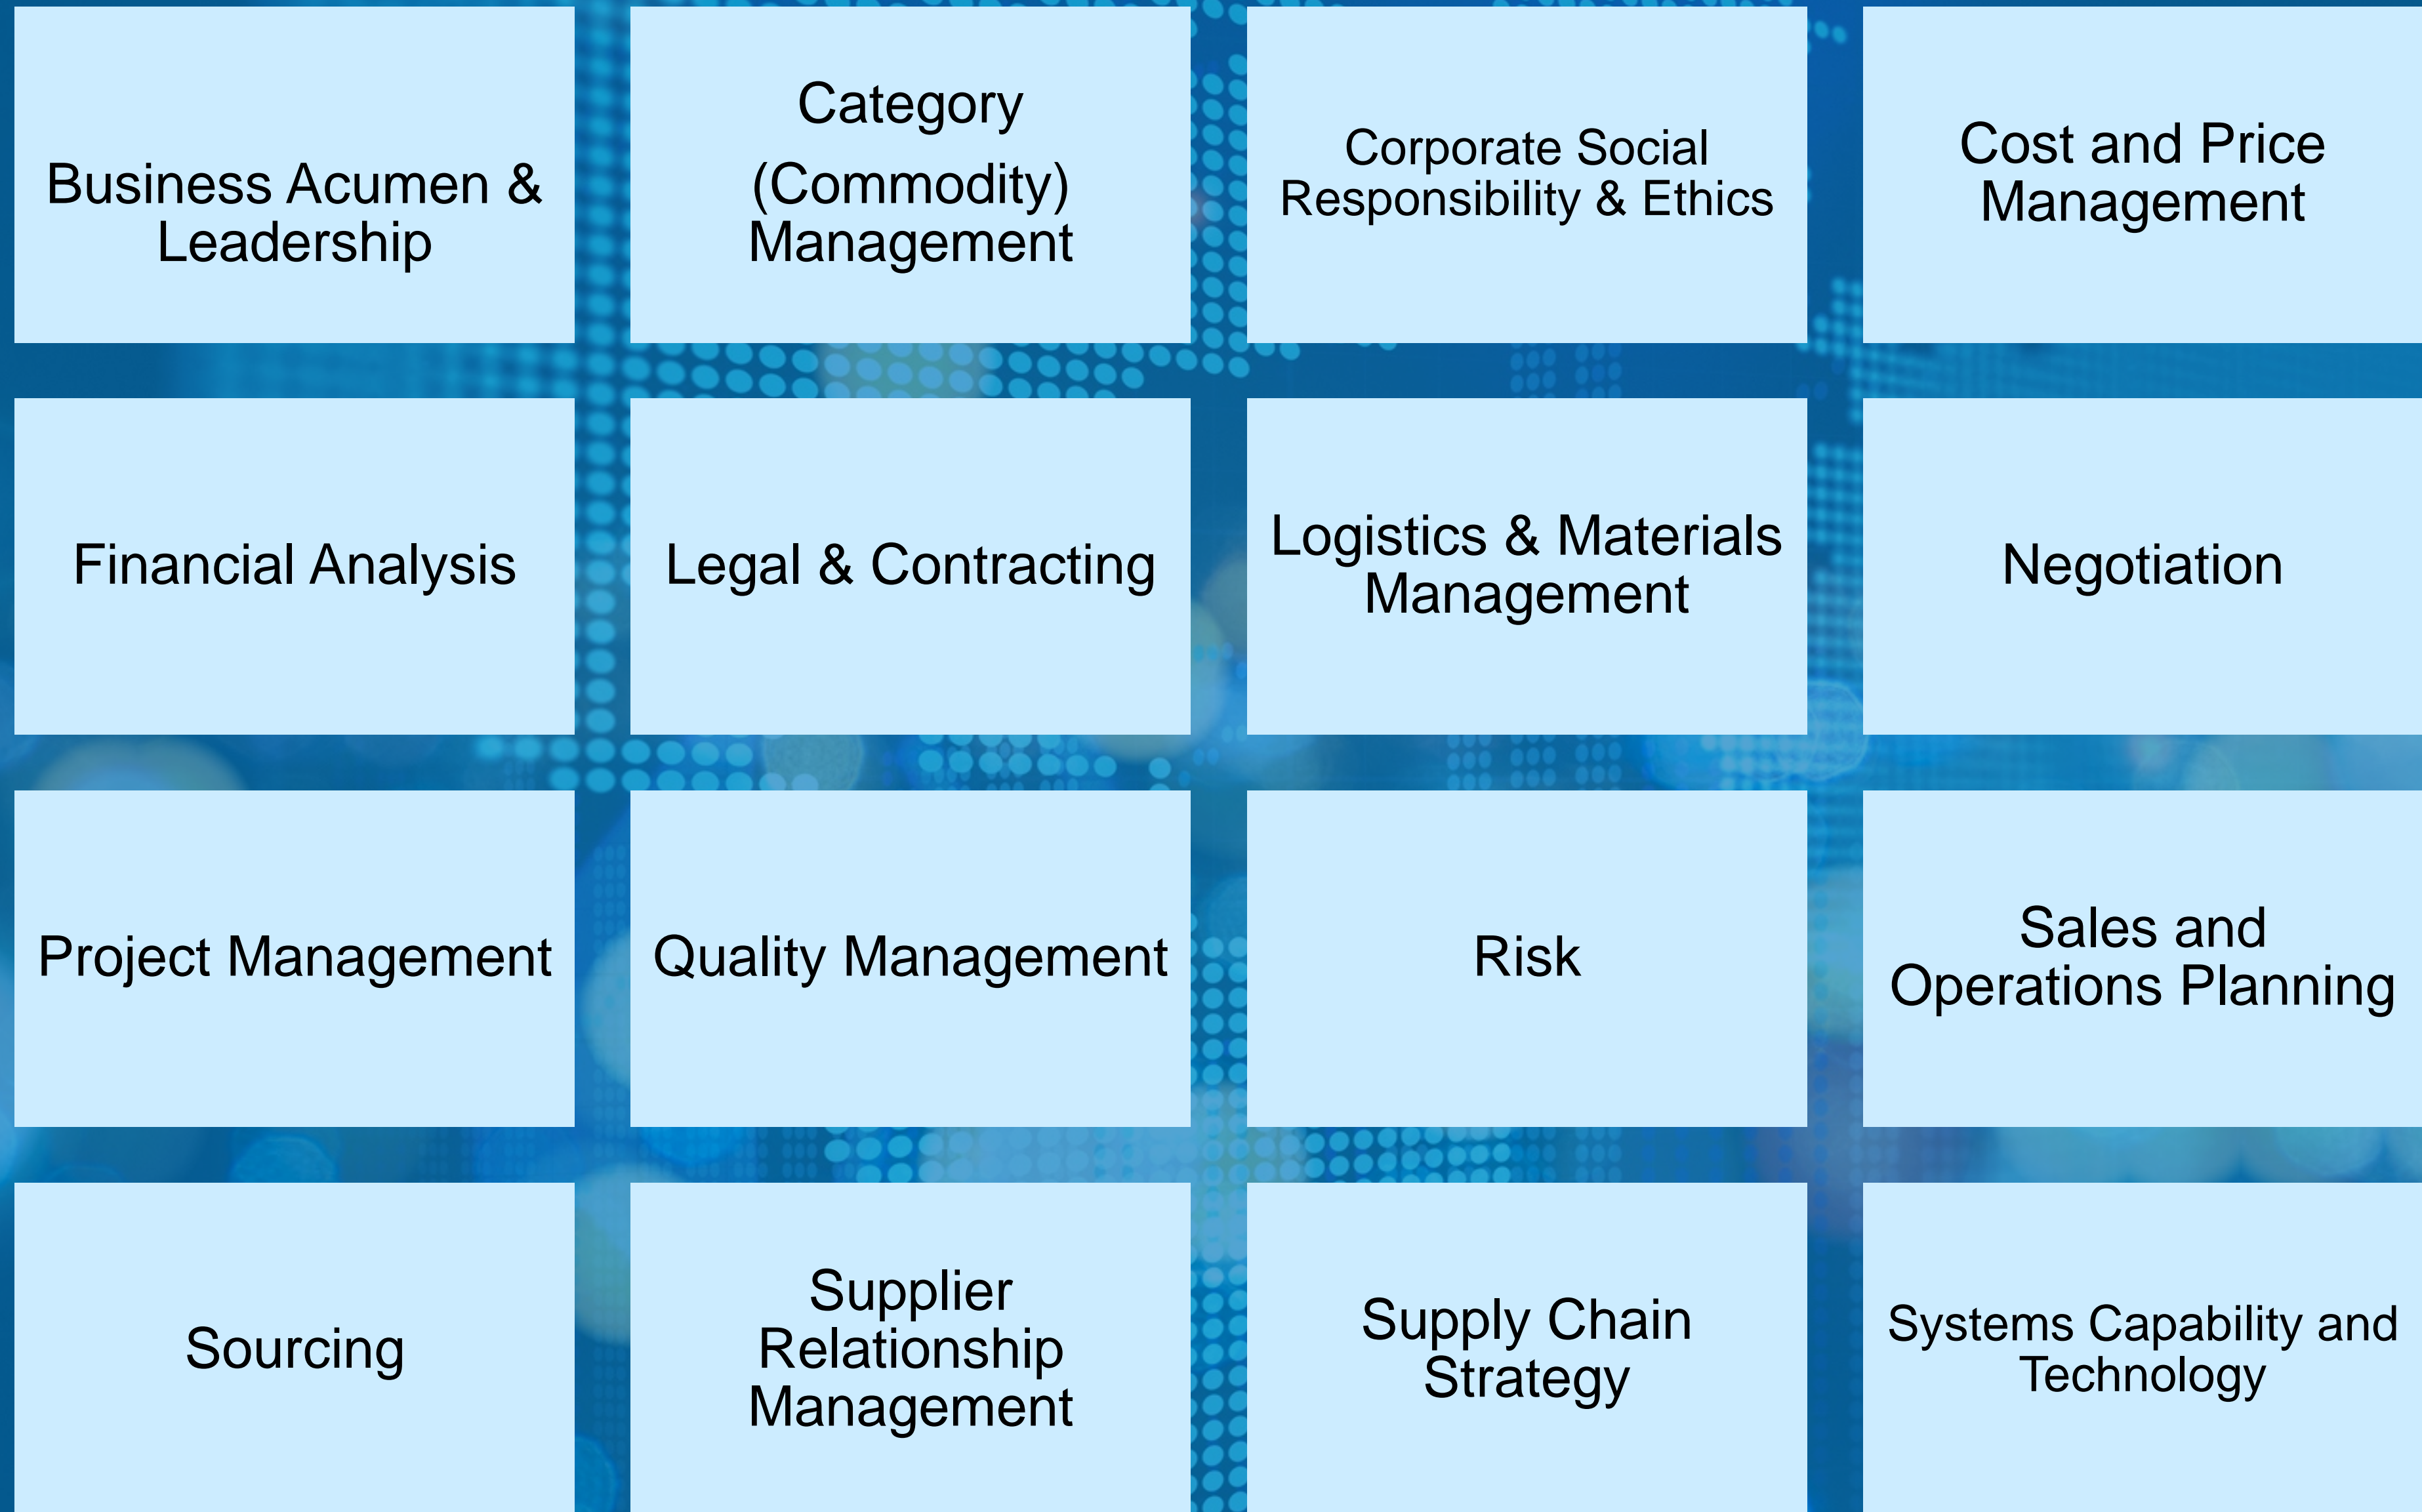 Business Acumen &
Leadership
Category
(Commodity)
Management
Corporate Social
Responsibility & Ethics
Cost and Price
Management
Financial Analysis
Legal & Contracting
Logistics & Materials
Management
Negotiation
Project Management
Quality Management
Risk
Sales and
Operations Planning
Sourcing
Supplier
Relationship
Management
Supply Chain
Strategy
Systems Capability and
Technology